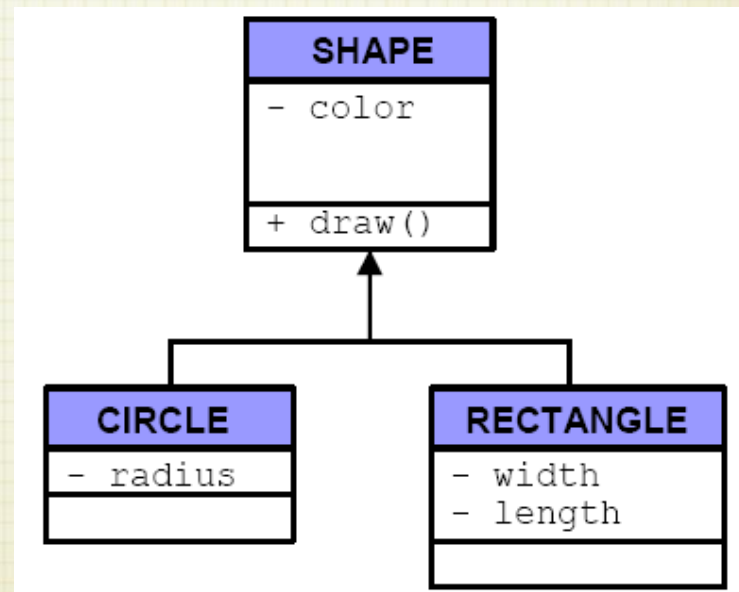 SHAPE
- color
+ draw()
CIRCLE
- radius
RECTANGLE
- width
- length